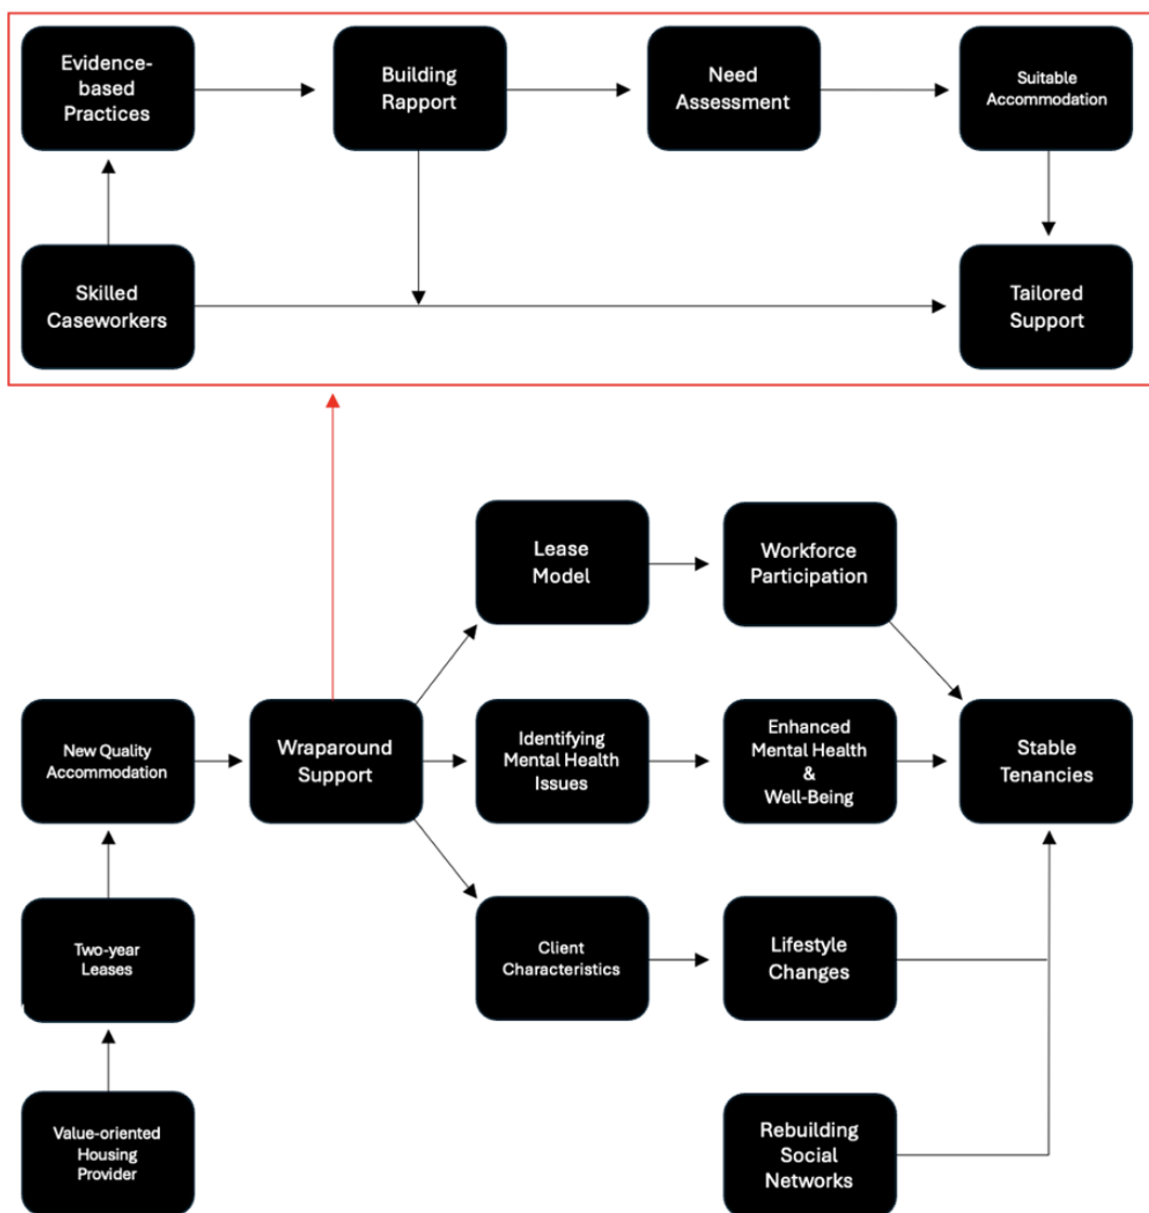 Evidence-
based
Practices
Building
Rapport
Need
Assessment
Suitable
Accommodation
Skilled
Caseworkers
Tailored
Support
Lease
Model
Workforce
Participation
New Quality
Accommodation
Wraparound
Support
Identifying
Mental Health
Issues
Enhanced
Mental Health
&
Well-Being
Stable
Tenancies
Two-year
Leases
Client
Characteristics
Lifestyle
Changes
Value-oriented
Housing
Provider
Rebuilding
Social
Networks